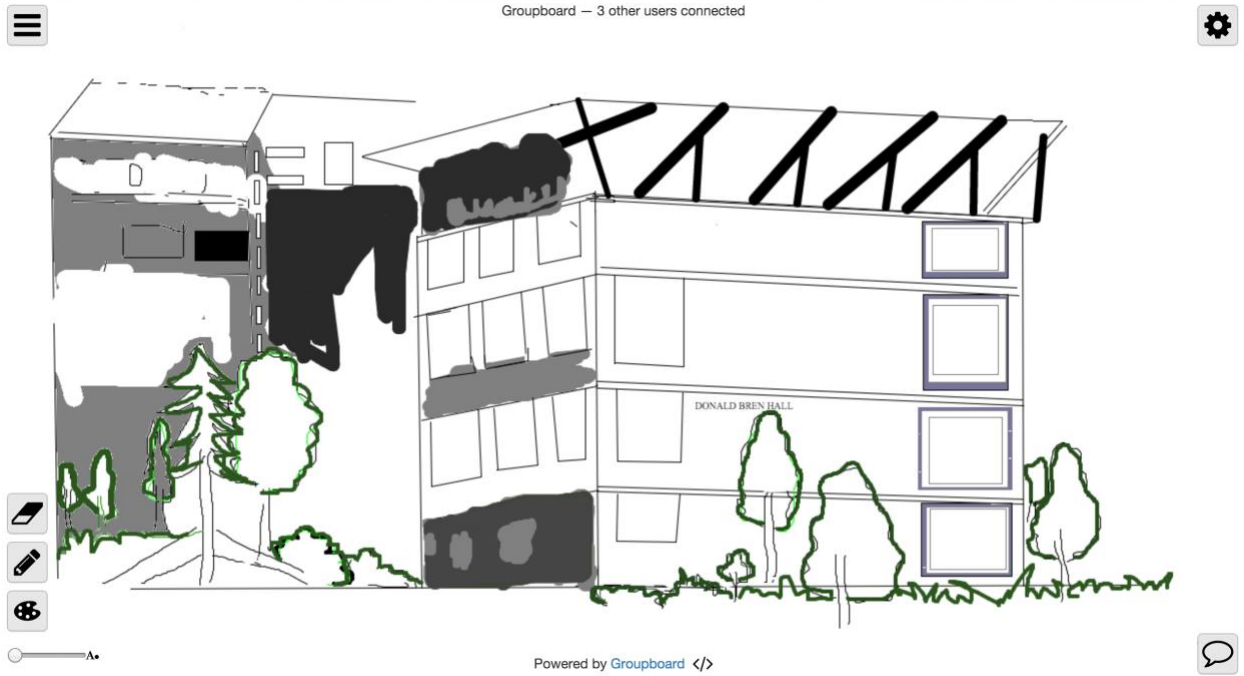 Groupboard — 3 other users connected
DONALD BREN HALL
A
Powered by Groupboard </>